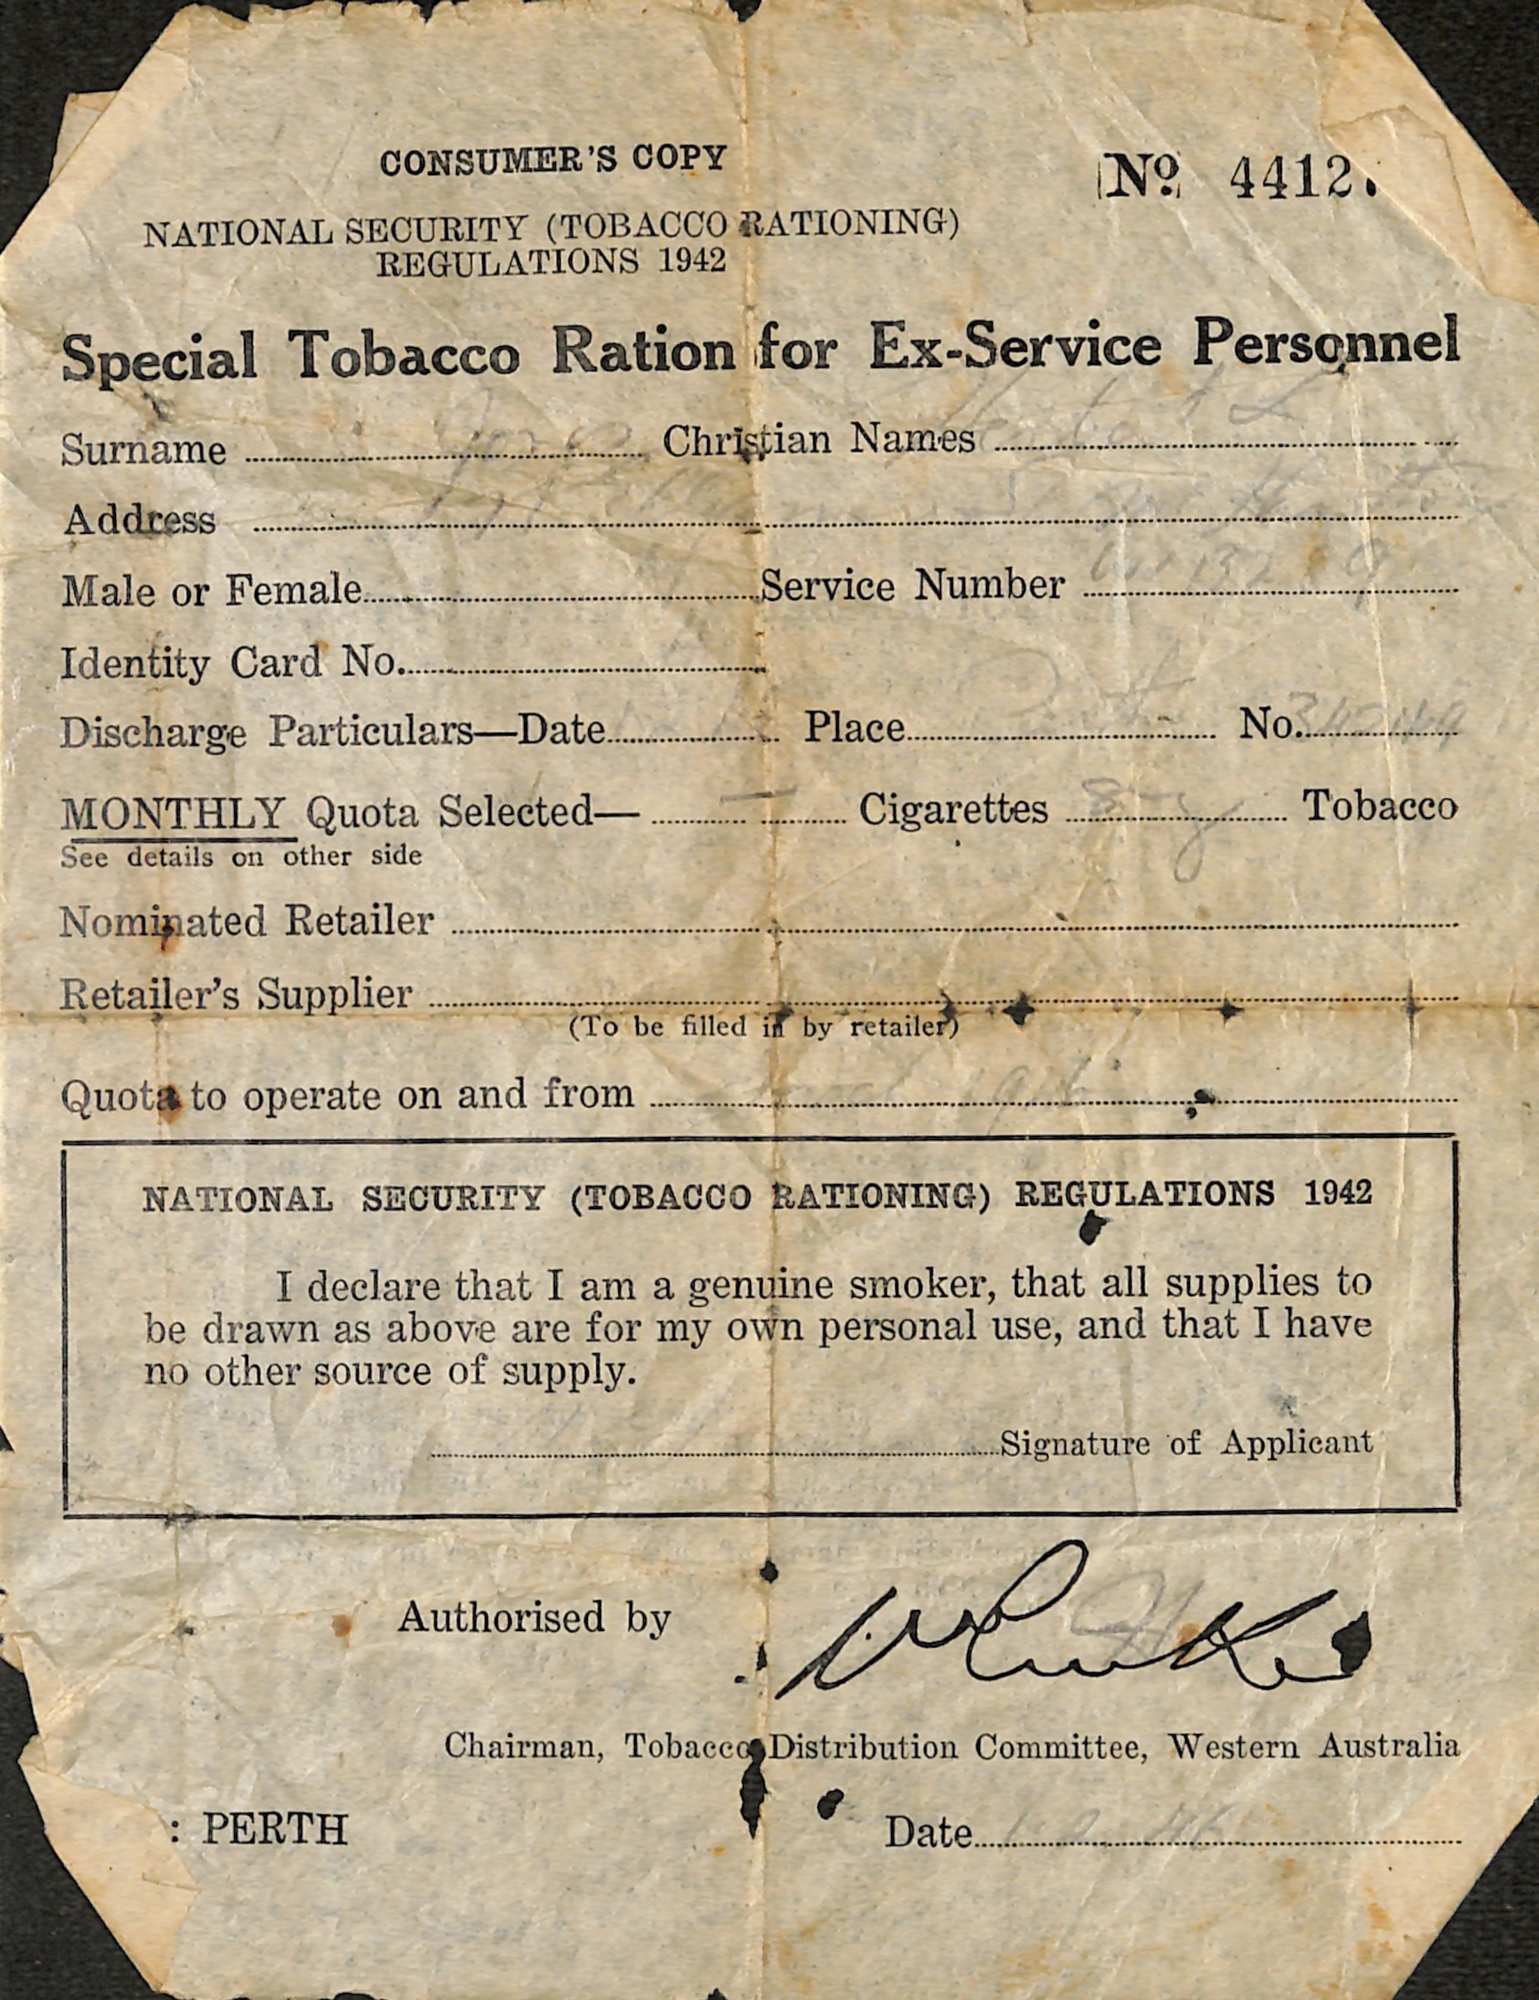 CONSUMER'S COPY
No. 4412
NATIONAL SECURITY (TOBACCO RATIONING)
REGULATIONS 1942
Special Tobacco Ration for Ex-Service Personnel
Surname Christian Names
Address
Male or Female Service Number
Identity Card No.
Discharge Particulars—Date Place No.
MONTHLY Quota Selected— — Cigarettes Tobacco
See details on other side
Nominated Retailer
Retailer's Supplier
(To be filled in by retailer)
Quota to operate on and from
NATIONAL SECURITY (TOBACCO RATIONING) REGULATIONS 1942
I declare that I am a genuine smoker, that all supplies to
be drawn as above are for my own personal use, and that I have
no other source of supply.
Signature of Applicant
Authorised by
Chairman, Tobacco Distribution Committee, Western Australia
: PERTH
Date